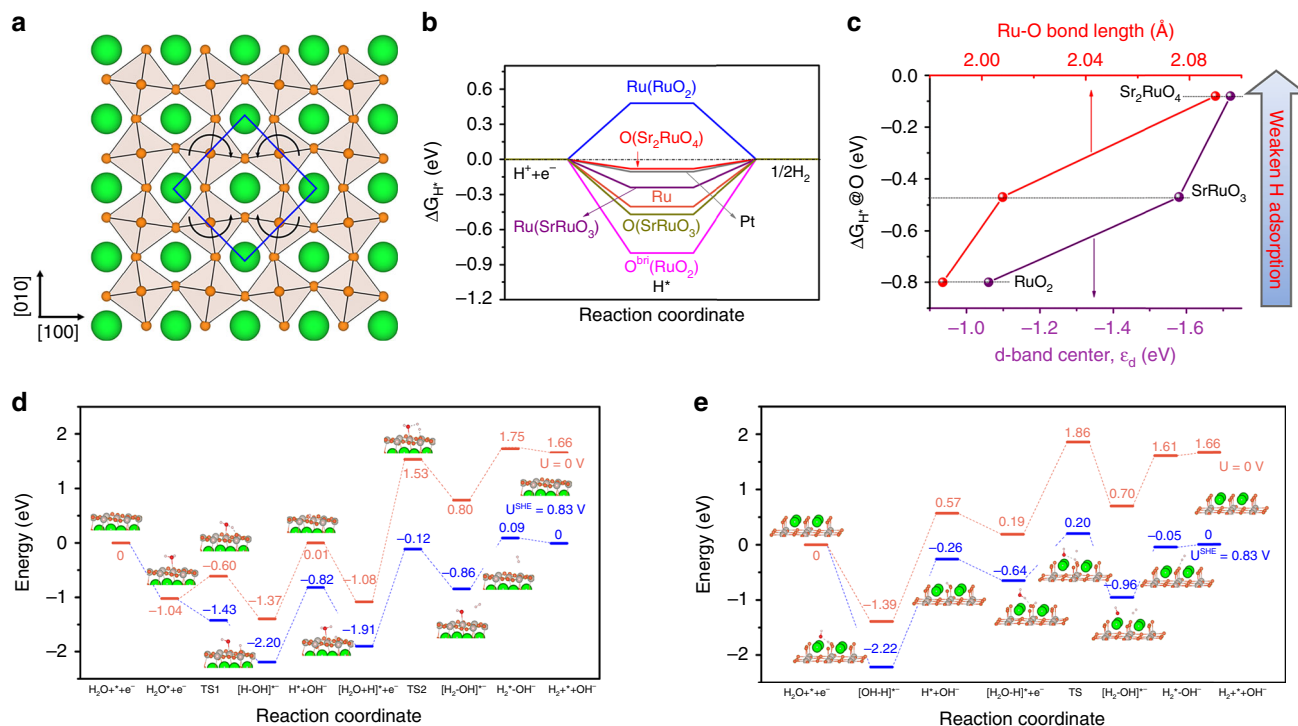 a
[010]
[100]
b
ΔG_H* (eV)
0.6
0.3
0.0
−0.3
−0.6
−0.9
−1.2
Ru(RuO₂)
O(Sr₂RuO₄)
H⁺+e⁻
1/2H₂
Ru
Pt
Ru(SrRuO₃)
O(SrRuO₃)
O^bri(RuO₂)
H*
Reaction coordinate
c
Ru-O bond length (Å)
2.00
2.04
2.08
ΔG_H* @O (eV)
0.0
−0.2
−0.4
−0.6
−0.8
Sr₂RuO₄
SrRuO₃
RuO₂
−1.0
−1.2
−1.4
−1.6
d-band center, ε_d (eV)
Weaken H adsorption
d
Energy (eV)
2
1
0
−1
−2
0
−1.04
−0.60
−1.43
−1.37
−2.20
0.01
−0.82
−1.08
−1.91
1.53
−0.12
0.80
−0.86
1.75
0.09
1.66
U = 0 V
U^SHE = 0.83 V
0
H₂O+*+e⁻
H₂O*+e⁻
TS1
[H-OH]*⁻
H*+OH⁻
[H₂O+H]*+e⁻
TS2
[H₂-OH]*⁻
H₂*-OH⁻
H₂+*+OH⁻
Reaction coordinate
e
Energy (eV)
2
1
0
−1
−2
0
−1.39
−2.22
0.57
−0.26
0.19
−0.64
1.86
0.20
0.70
−0.96
1.61
−0.05
1.66
U = 0 V
0
U^SHE = 0.83 V
H₂O+*+e⁻
[OH-H]*⁻
H*+OH⁻
[H₂O-H]*+e⁻
TS
[H₂-OH]*⁻
H₂*-OH⁻
H₂+*+OH⁻
Reaction coordinate